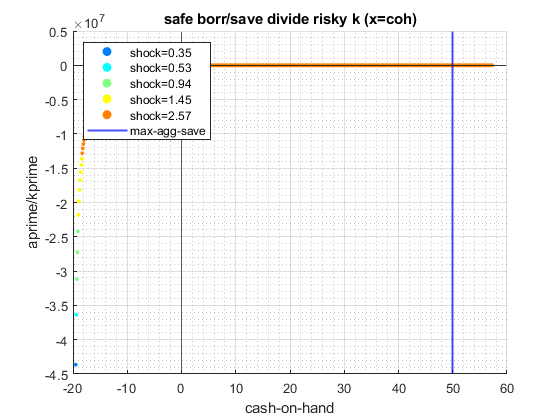 safe borr/save divide risky k (x=coh)
×10^7
0.5
0
-0.5
-1
-1.5
-2
-2.5
-3
-3.5
-4
-4.5
aprime/kprime
shock=0.35
shock=0.53
shock=0.94
shock=1.45
shock=2.57
max-agg-save
-20 -10 0 10 20 30 40 50 60
cash-on-hand